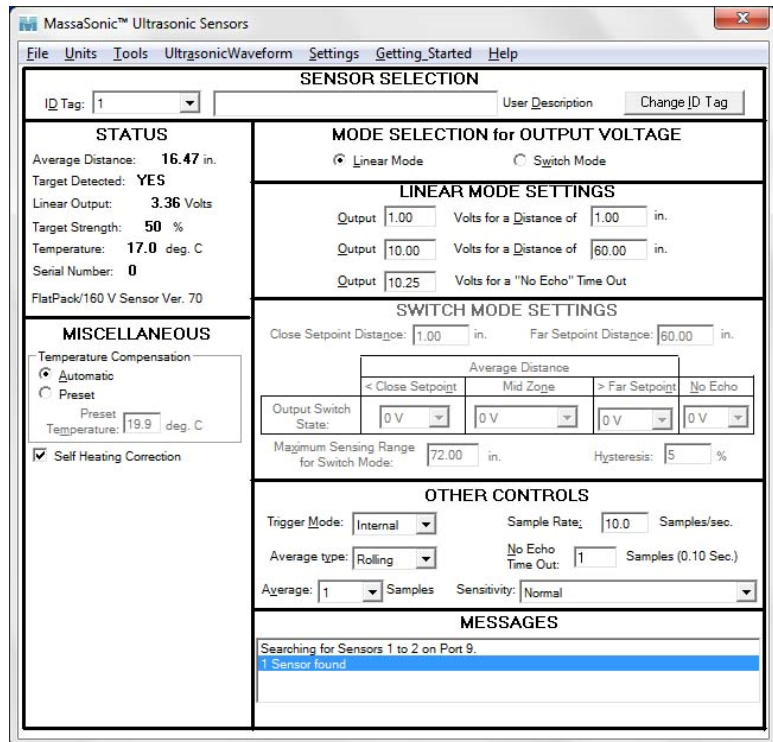 MassaSonic™ Ultrasonic Sensors
File Units Tools UltrasonicWaveform Settings Getting_Started Help
SENSOR SELECTION
ID Tag: 1 User Description Change ID Tag
STATUS
Average Distance: 16.47 in.
Target Detected: YES
Linear Output: 3.36 Volts
Target Strength: 50 %
Temperature: 17.0 deg. C
Serial Number: 0
FlatPack/160 V Sensor Ver. 70
MISCELLANEOUS
Temperature Compensation
Automatic
Preset
Preset
Temperature: 19.9 deg. C
Self Heating Correction
MODE SELECTION for OUTPUT VOLTAGE
Linear Mode Switch Mode
LINEAR MODE SETTINGS
Output 1.00 Volts for a Distance of 1.00 in.
Output 10.00 Volts for a Distance of 60.00 in.
Output 10.25 Volts for a "No Echo" Time Out
SWITCH MODE SETTINGS
Close Setpoint Distance: 1.00 in. Far Setpoint Distance: 60.00 in.
Average Distance
< Close Setpoint Mid Zone > Far Setpoint No Echo
Output Switch
State: 0 V 0 V 0 V 0 V
Maximum Sensing Range
for Switch Mode: 72.00 in. Hysteresis: 5 %
OTHER CONTROLS
Trigger Mode: Internal Sample Rate: 10.0 Samples/sec.
Average type: Rolling No Echo
Time Out: 1 Samples (0.10 Sec.)
Average: 1 Samples Sensitivity: Normal
MESSAGES
Searching for Sensors 1 to 2 on Port 9.
1 Sensor found